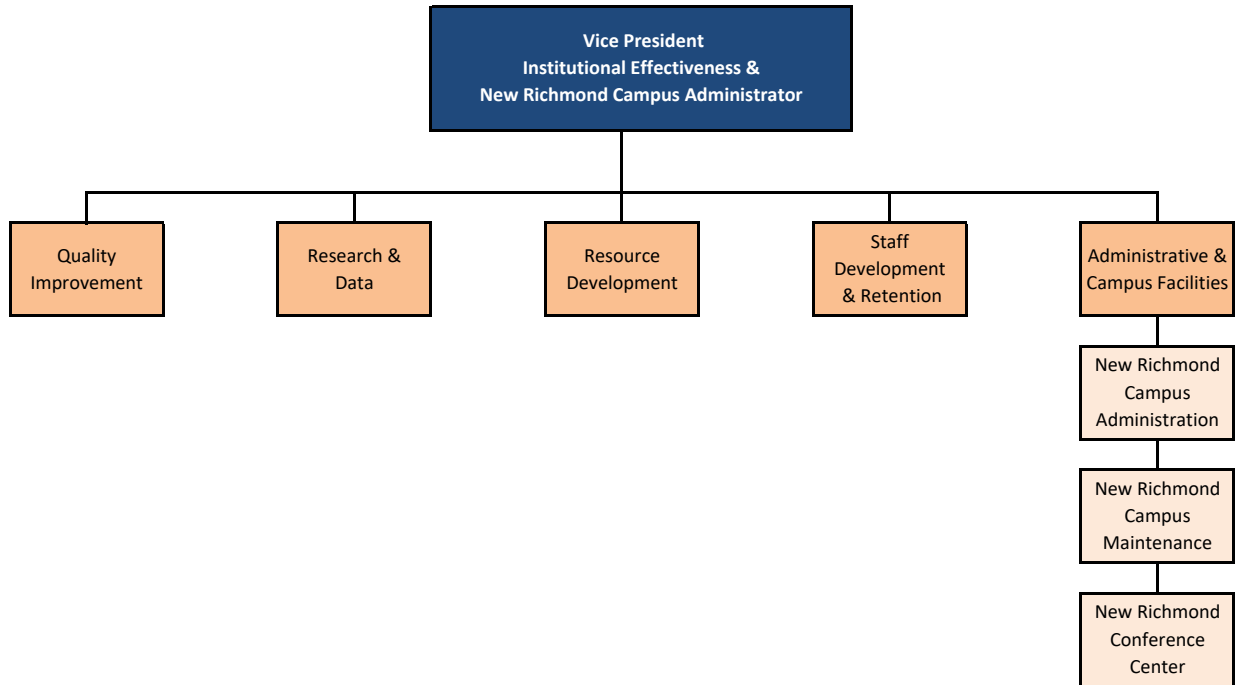 Vice President
Institutional Effectiveness &
New Richmond Campus Administrator
Quality
Improvement
Research &
Data
Resource
Development
Staff
Development
& Retention
Administrative &
Campus Facilities
New Richmond
Campus
Administration
New Richmond
Campus
Maintenance
New Richmond
Conference
Center